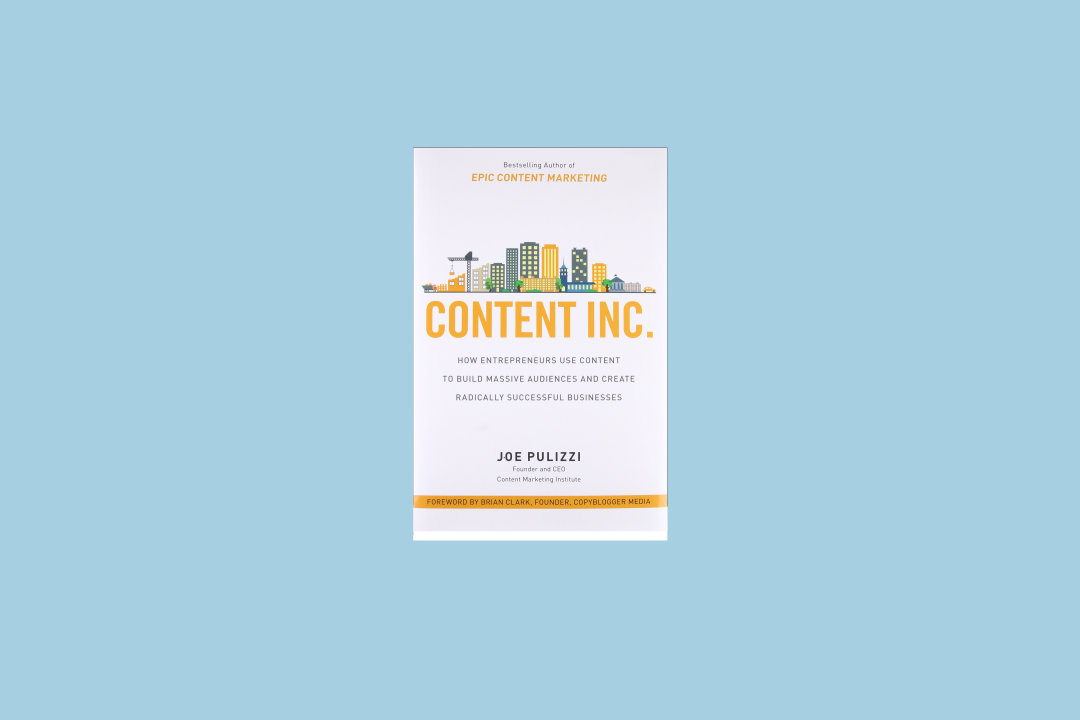 Bestselling Author of
EPIC CONTENT MARKETING
CONTENT INC.
HOW ENTREPRENEURS USE CONTENT
TO BUILD MASSIVE AUDIENCES AND CREATE
RADICALLY SUCCESSFUL BUSINESSES
JOE PULIZZI
Founder and CEO
Content Marketing Institute
FOREWORD BY BRIAN CLARK, FOUNDER, COPYBLOGGER MEDIA